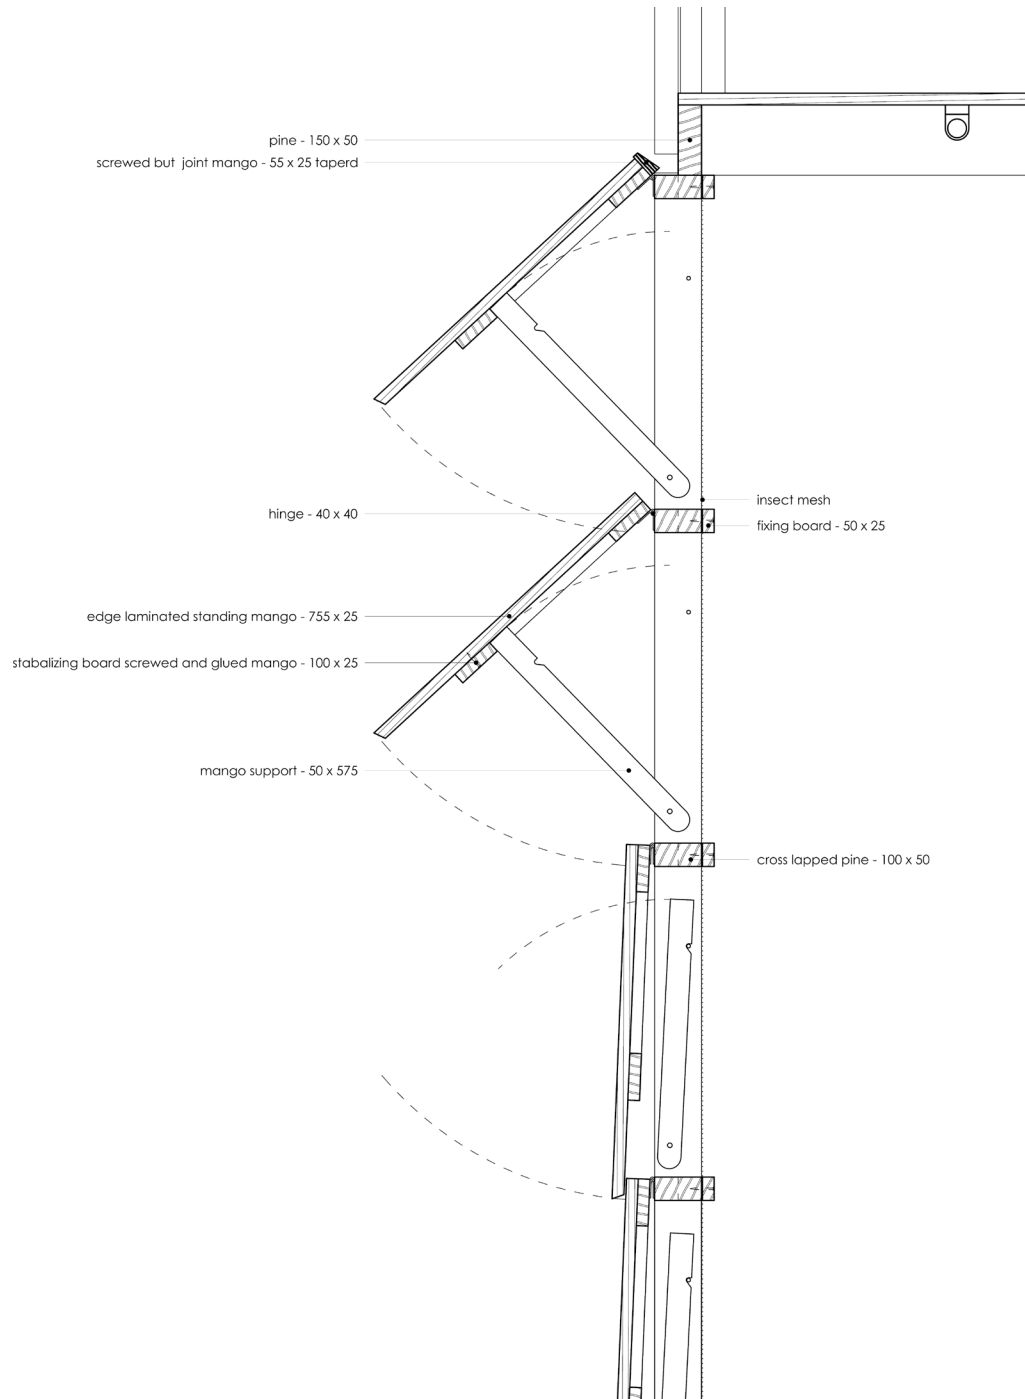 pine - 150 x 50
screwed but  joint mango - 55 x 25 taperd
insect mesh
hinge - 40 x 40
fixing board - 50 x 25
edge laminated standing mango - 755 x 25
stabalizing board screwed and glued mango - 100 x 25
mango support - 50 x 575
cross lapped pine - 100 x 50